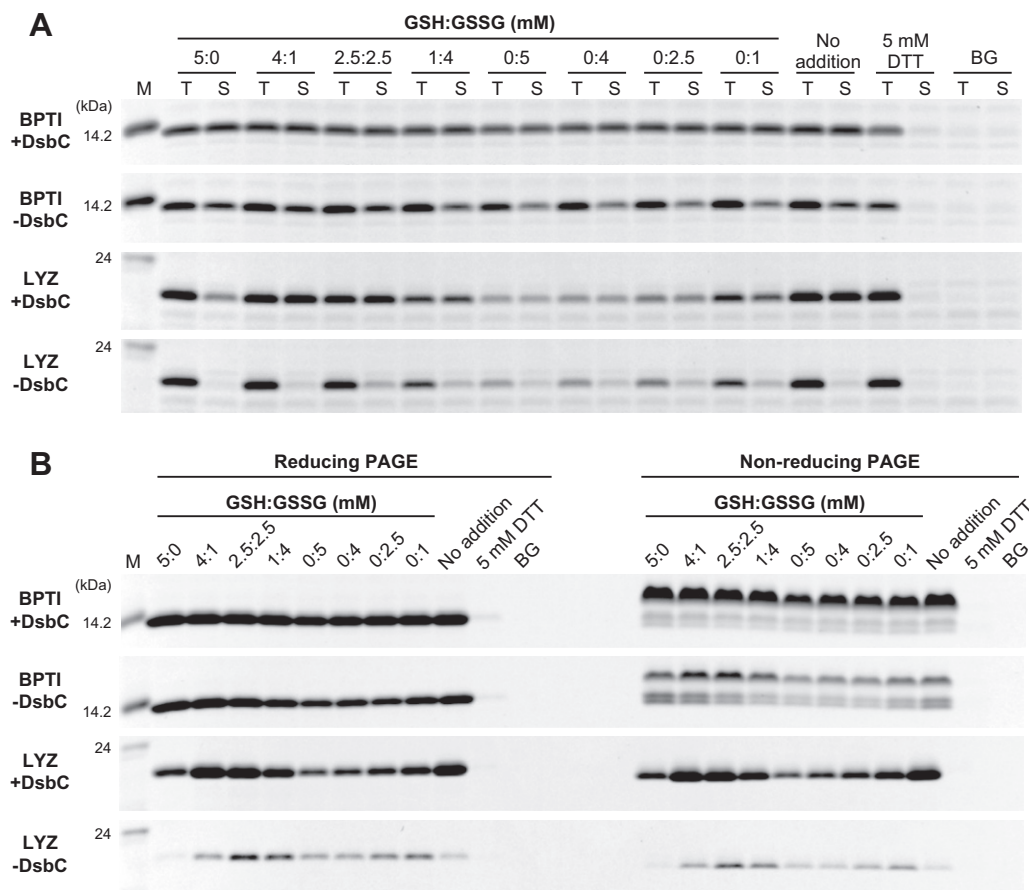 A
GSH:GSSG (mM)
5:0 4:1 2.5:2.5 1:4 0:5 0:4 0:2.5 0:1 No addition 5 mM DTT BG
M (kDa) T S T S T S T S T S T S T S T S T S T S T S
BPTI +DsbC 14.2
BPTI -DsbC 14.2
LYZ +DsbC 24
LYZ -DsbC 24
B
Reducing PAGE Non-reducing PAGE
GSH:GSSG (mM) GSH:GSSG (mM)
M (kDa) 5:0 4:1 2.5:2.5 1:4 0:5 0:4 0:2.5 0:1 No addition 5 mM DTT BG 5:0 4:1 2.5:2.5 1:4 0:5 0:4 0:2.5 0:1 No addition 5 mM DTT BG
BPTI +DsbC 14.2
BPTI -DsbC 14.2
LYZ +DsbC 24
LYZ -DsbC 24